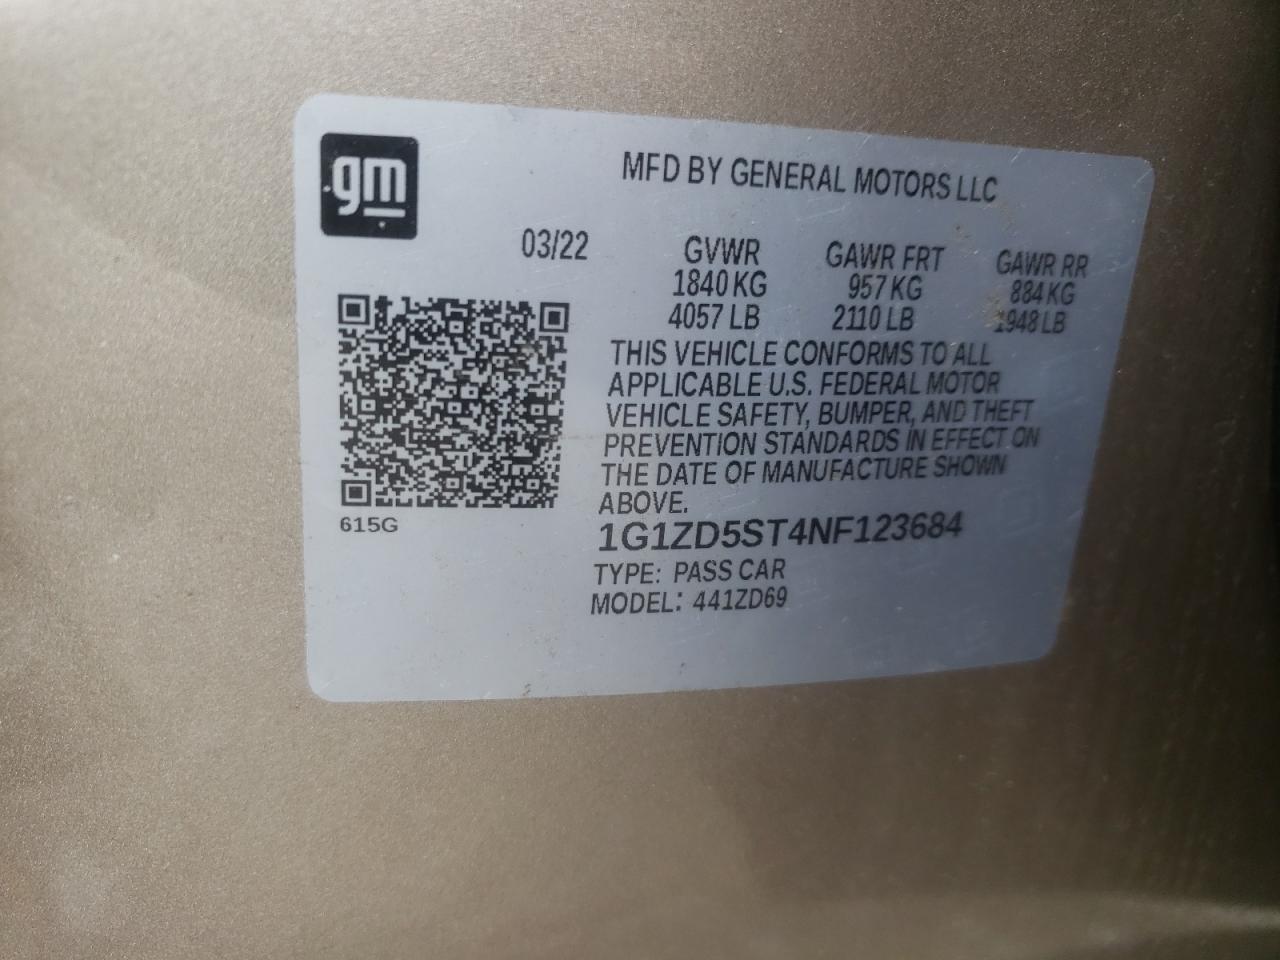 gm
MFD BY GENERAL MOTORS LLC
03/22 GVWR GAWR FRT GAWR RR
1840 KG 957 KG 884 KG
4057 LB 2110 LB 1948 LB
THIS VEHICLE CONFORMS TO ALL
APPLICABLE U.S. FEDERAL MOTOR
VEHICLE SAFETY, BUMPER, AND THEFT
PREVENTION STANDARDS IN EFFECT ON
THE DATE OF MANUFACTURE SHOWN
ABOVE.
615G
1G1ZD5ST4NF123684
TYPE: PASS CAR
MODEL: 441ZD69